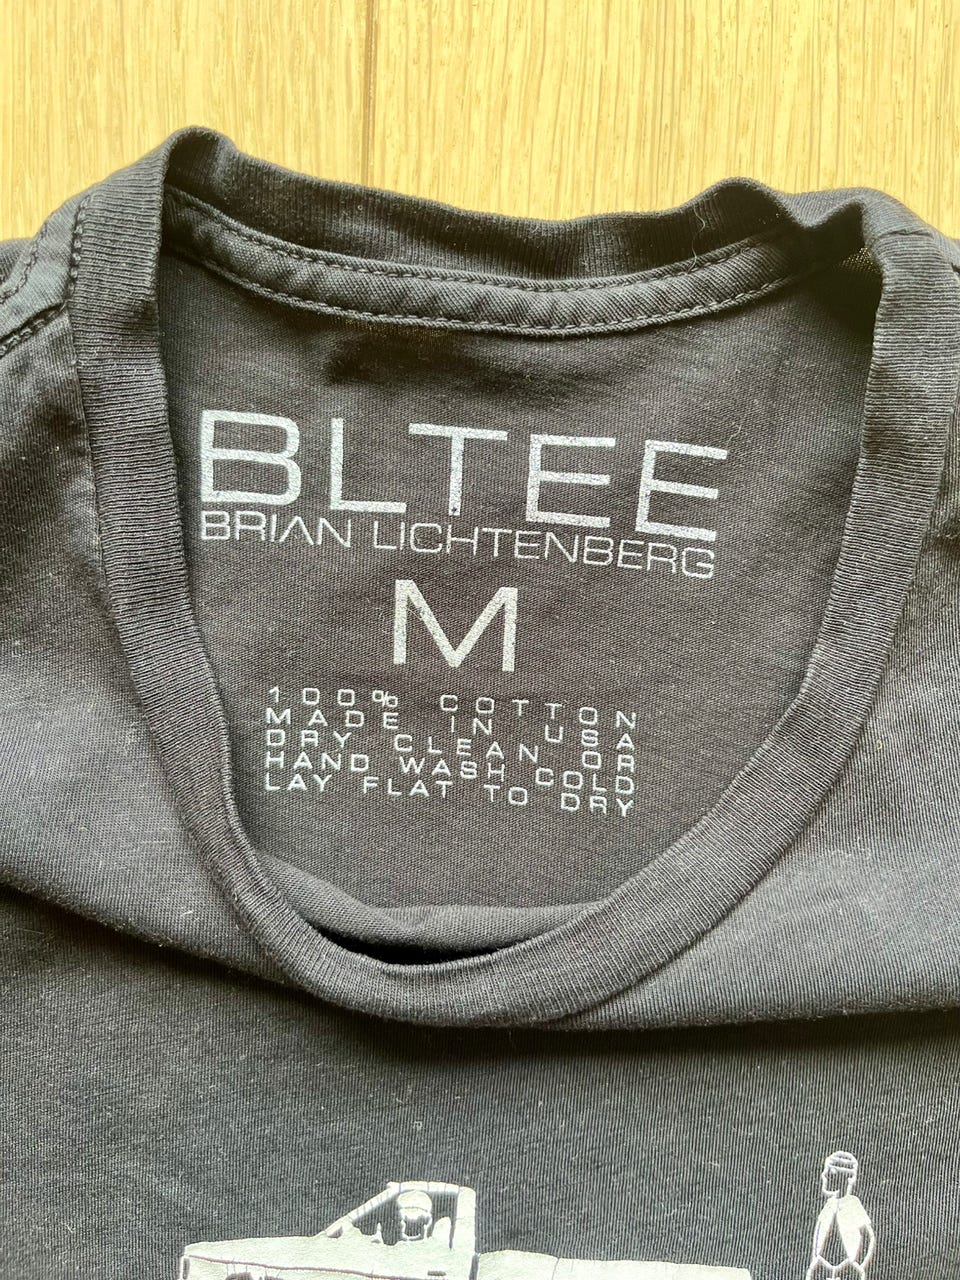 BLTEE
BRIAN LICHTENBERG
M
100% COTTON
MADE IN USA
DRY CLEAN OR
HAND WASH COLD
LAY FLAT TO DRY